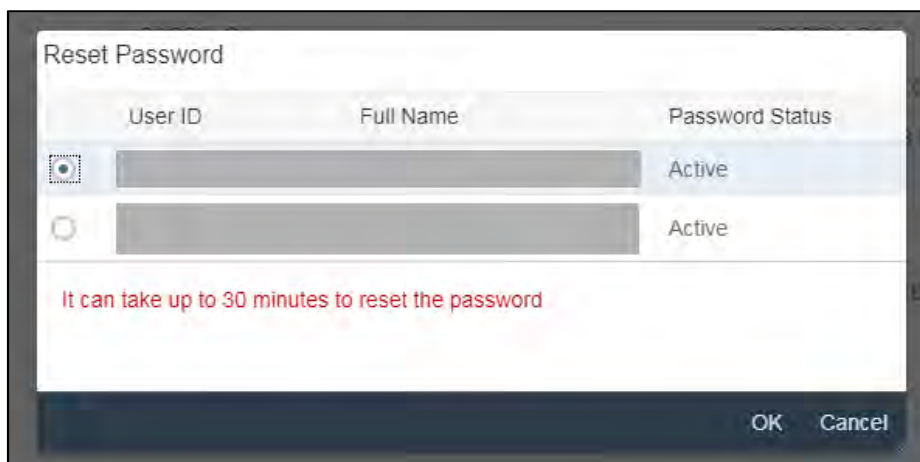 Reset Password
User ID Full Name Password Status
Active
Active
It can take up to 30 minutes to reset the password
OK Cancel